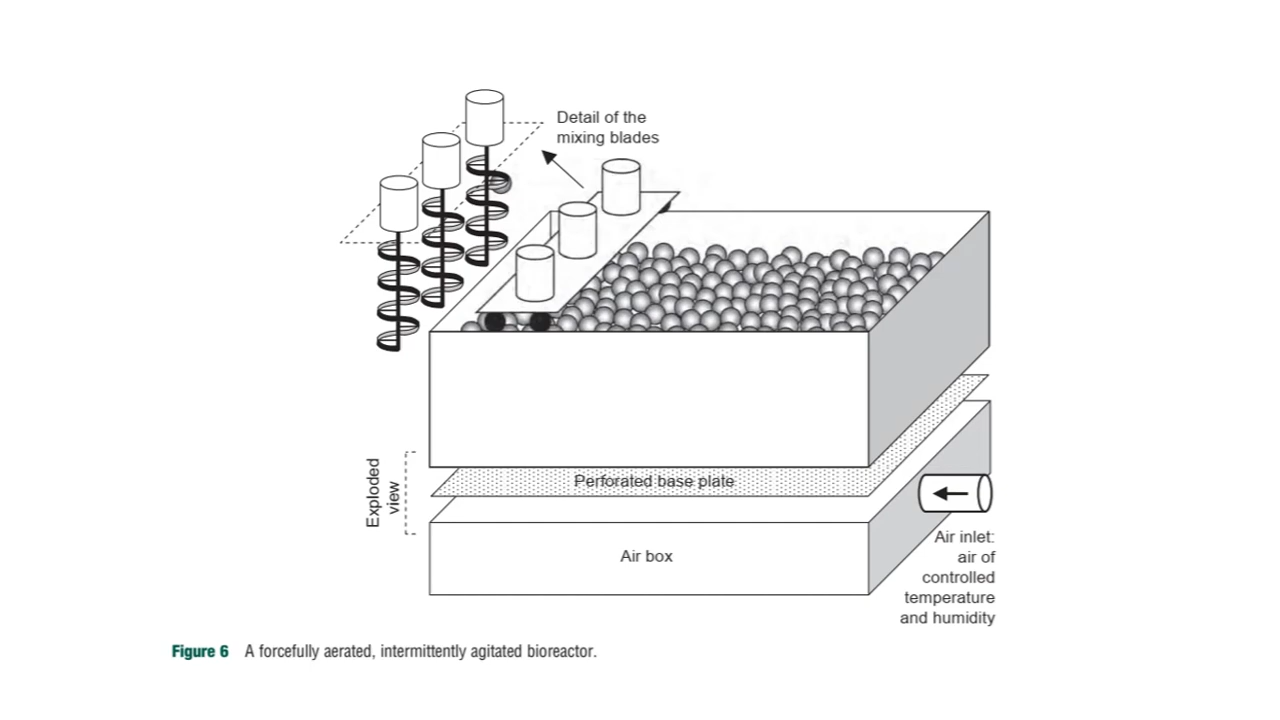 Detail of the
mixing blades
Exploded
view
Perforated base plate
Air box
Air inlet:
air of
controlled
temperature
and humidity
Figure 6 A forcefully aerated, intermittently agitated bioreactor.